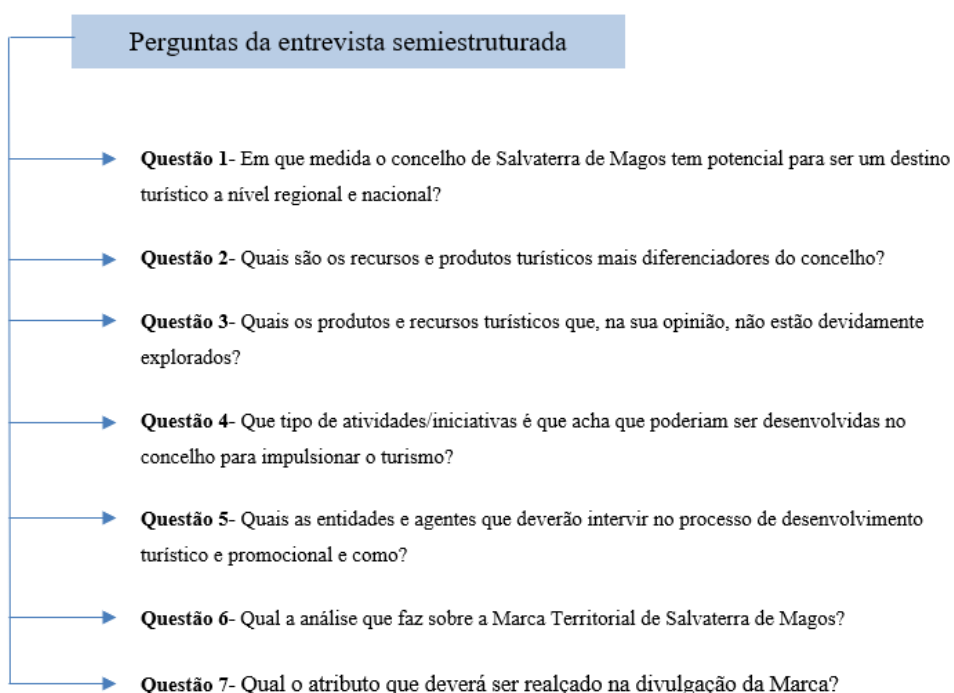 Perguntas da entrevista semiestruturada
Questão 1- Em que medida o concelho de Salvaterra de Magos tem potencial para ser um destino
turístico a nível regional e nacional?
Questão 2- Quais são os recursos e produtos turísticos mais diferenciadores do concelho?
Questão 3- Quais os produtos e recursos turísticos que, na sua opinião, não estão devidamente
explorados?
Questão 4- Que tipo de atividades/iniciativas é que acha que poderiam ser desenvolvidas no
concelho para impulsionar o turismo?
Questão 5- Quais as entidades e agentes que deverão intervir no processo de desenvolvimento
turístico e promocional e como?
Questão 6- Qual a análise que faz sobre a Marca Territorial de Salvaterra de Magos?
Questão 7- Qual o atributo que deverá ser realçado na divulgação da Marca?